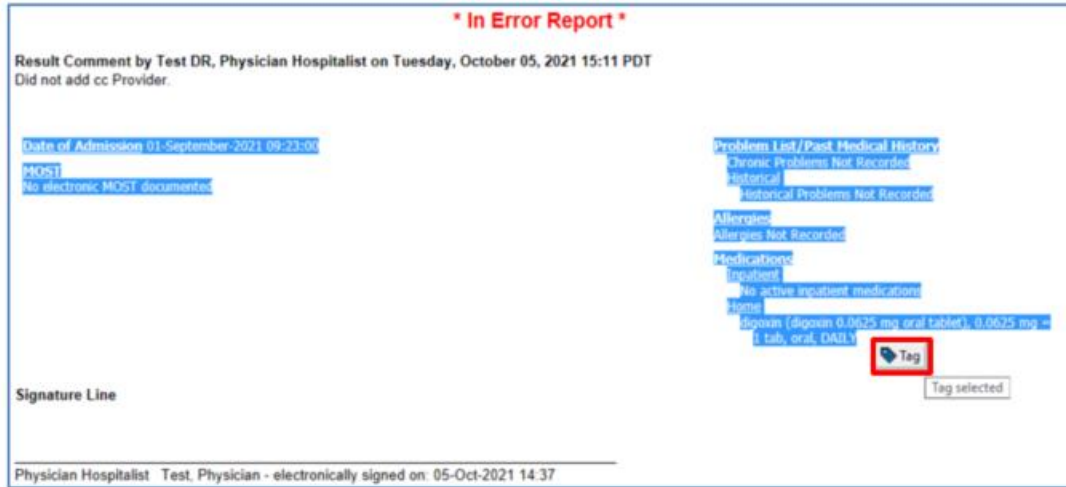 * In Error Report *
Result Comment by Test DR, Physician Hospitalist on Tuesday, October 05, 2021 15:11 PDT
Did not add cc Provider.
Date of Admission 01-September-2021 09:23:00
MOST
No electronic MOST documented
Problem List/Past Medical History
Chronic Problems Not Recorded
Historical
Historical Problems Not Recorded
Allergies
Allergies Not Recorded
Medications
Inpatient
No active inpatient medications
Home
digoxin (digoxin 0.0625 mg oral tablet), 0.0625 mg =
1 tab, oral, DAILY
Tag
Tag selected
Signature Line
Physician Hospitalist Test, Physician - electronically signed on: 05-Oct-2021 14:37